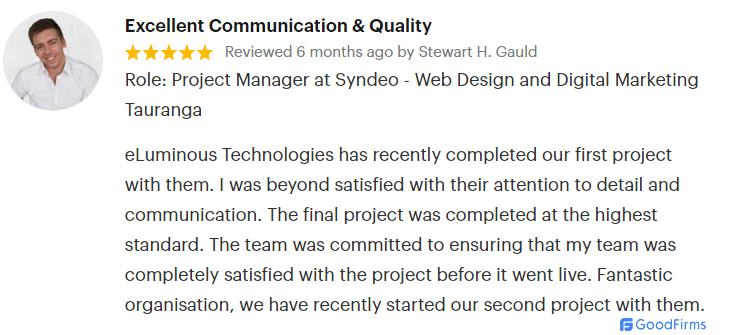 Excellent Communication & Quality
Reviewed 6 months ago by Stewart H. Gauld
Role: Project Manager at Syndeo - Web Design and Digital Marketing
Tauranga
eLuminous Technologies has recently completed our first project
with them. I was beyond satisfied with their attention to detail and
communication. The final project was completed at the highest
standard. The team was committed to ensuring that my team was
completely satisfied with the project before it went live. Fantastic
organisation, we have recently started our second project with them.
GoodFirms